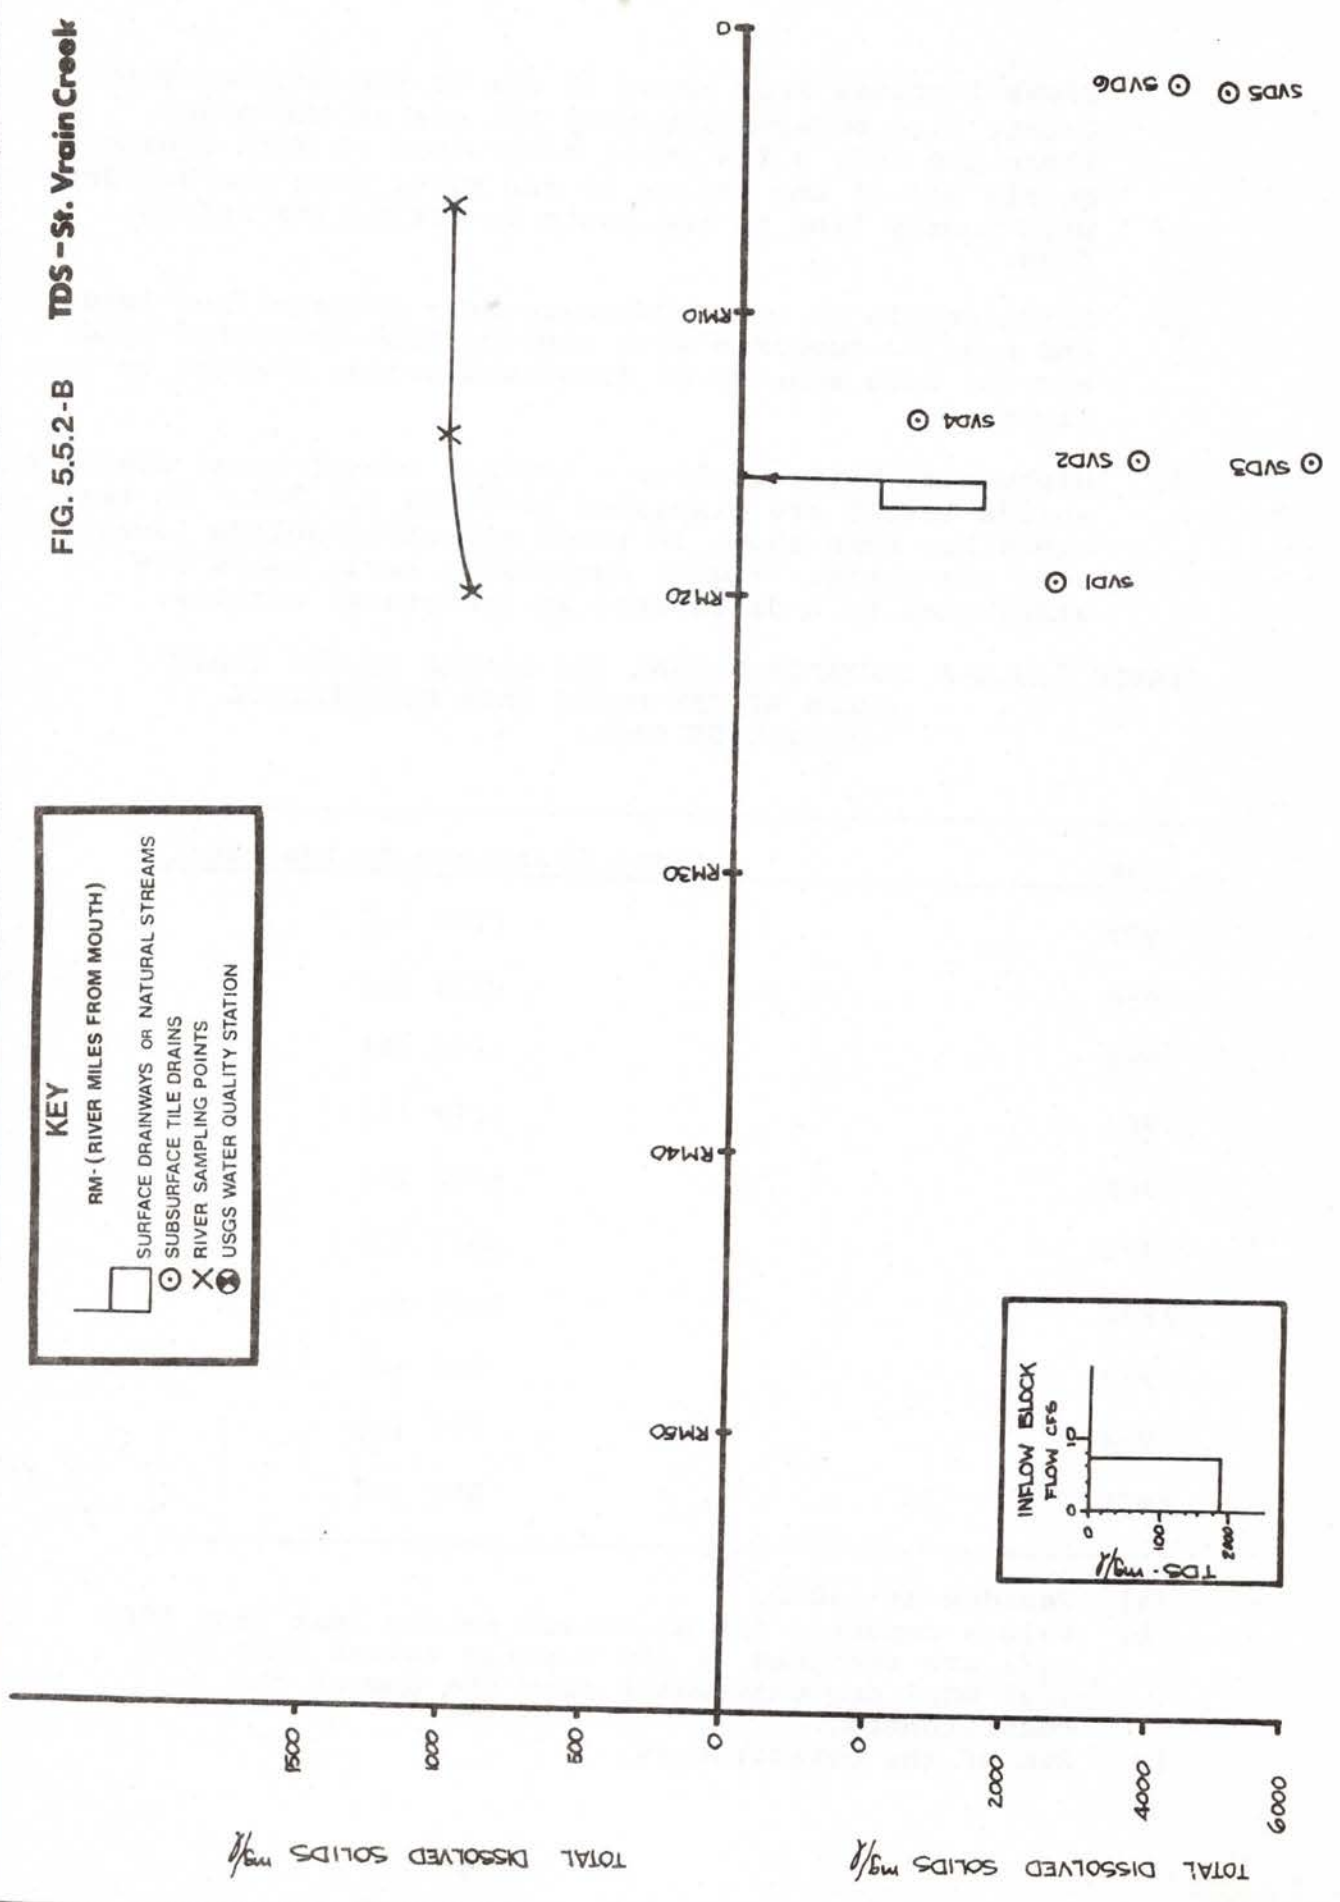 FIG. 5.5.2-B TDS-St. Vrain Creek
KEY
RM- (RIVER MILES FROM MOUTH)
SURFACE DRAINWAYS OR NATURAL STREAMS
SUBSURFACE TILE DRAINS
RIVER SAMPLING POINTS
USGS WATER QUALITY STATION
TOTAL DISSOLVED SOLIDS mg/l
1500
1000
500
0
RM50
RM40
RM30
RM20
RM10
0
TOTAL DISSOLVED SOLIDS mg/l
0
2000
4000
6000
SVD1
SVD2
SVD3
SVD4
SVD5
SVD6
INFLOW BLOCK
FLOW CFS
0
10
TDS - mg/l
0
100
2000